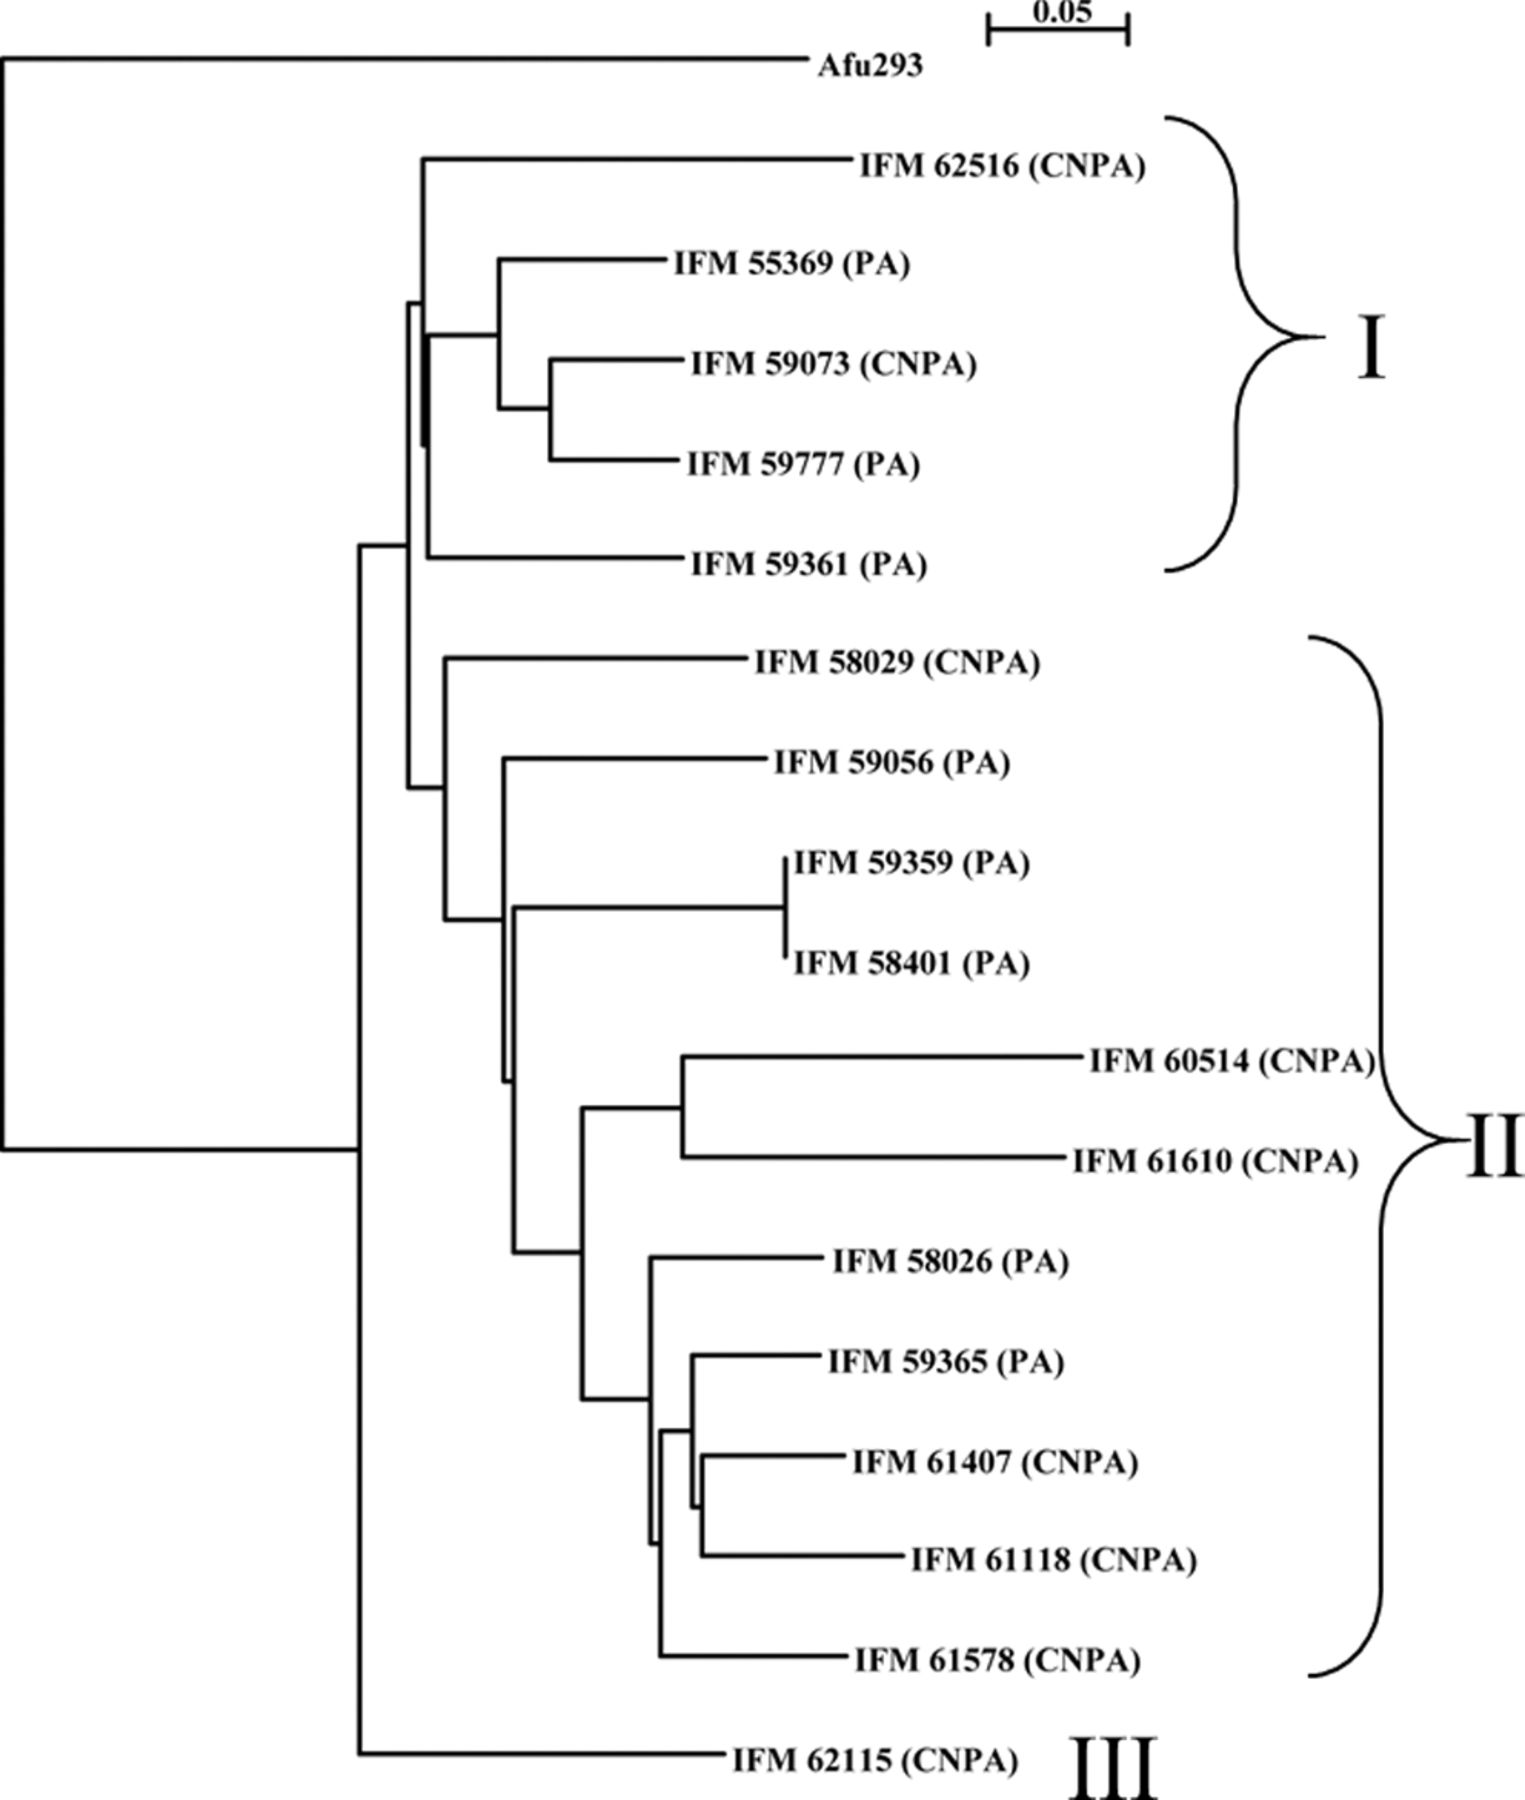 0.05
Afu293
IFM 62516 (CNPA)
IFM 55369 (PA)
I
IFM 59073 (CNPA)
IFM 59777 (PA)
IFM 59361 (PA)
IFM 58029 (CNPA)
IFM 59056 (PA)
IFM 59359 (PA)
IFM 58401 (PA)
IFM 60514 (CNPA)
II
IFM 61610 (CNPA)
IFM 58026 (PA)
IFM 59365 (PA)
IFM 61407 (CNPA)
IFM 61118 (CNPA)
IFM 61578 (CNPA)
IFM 62115 (CNPA)
III